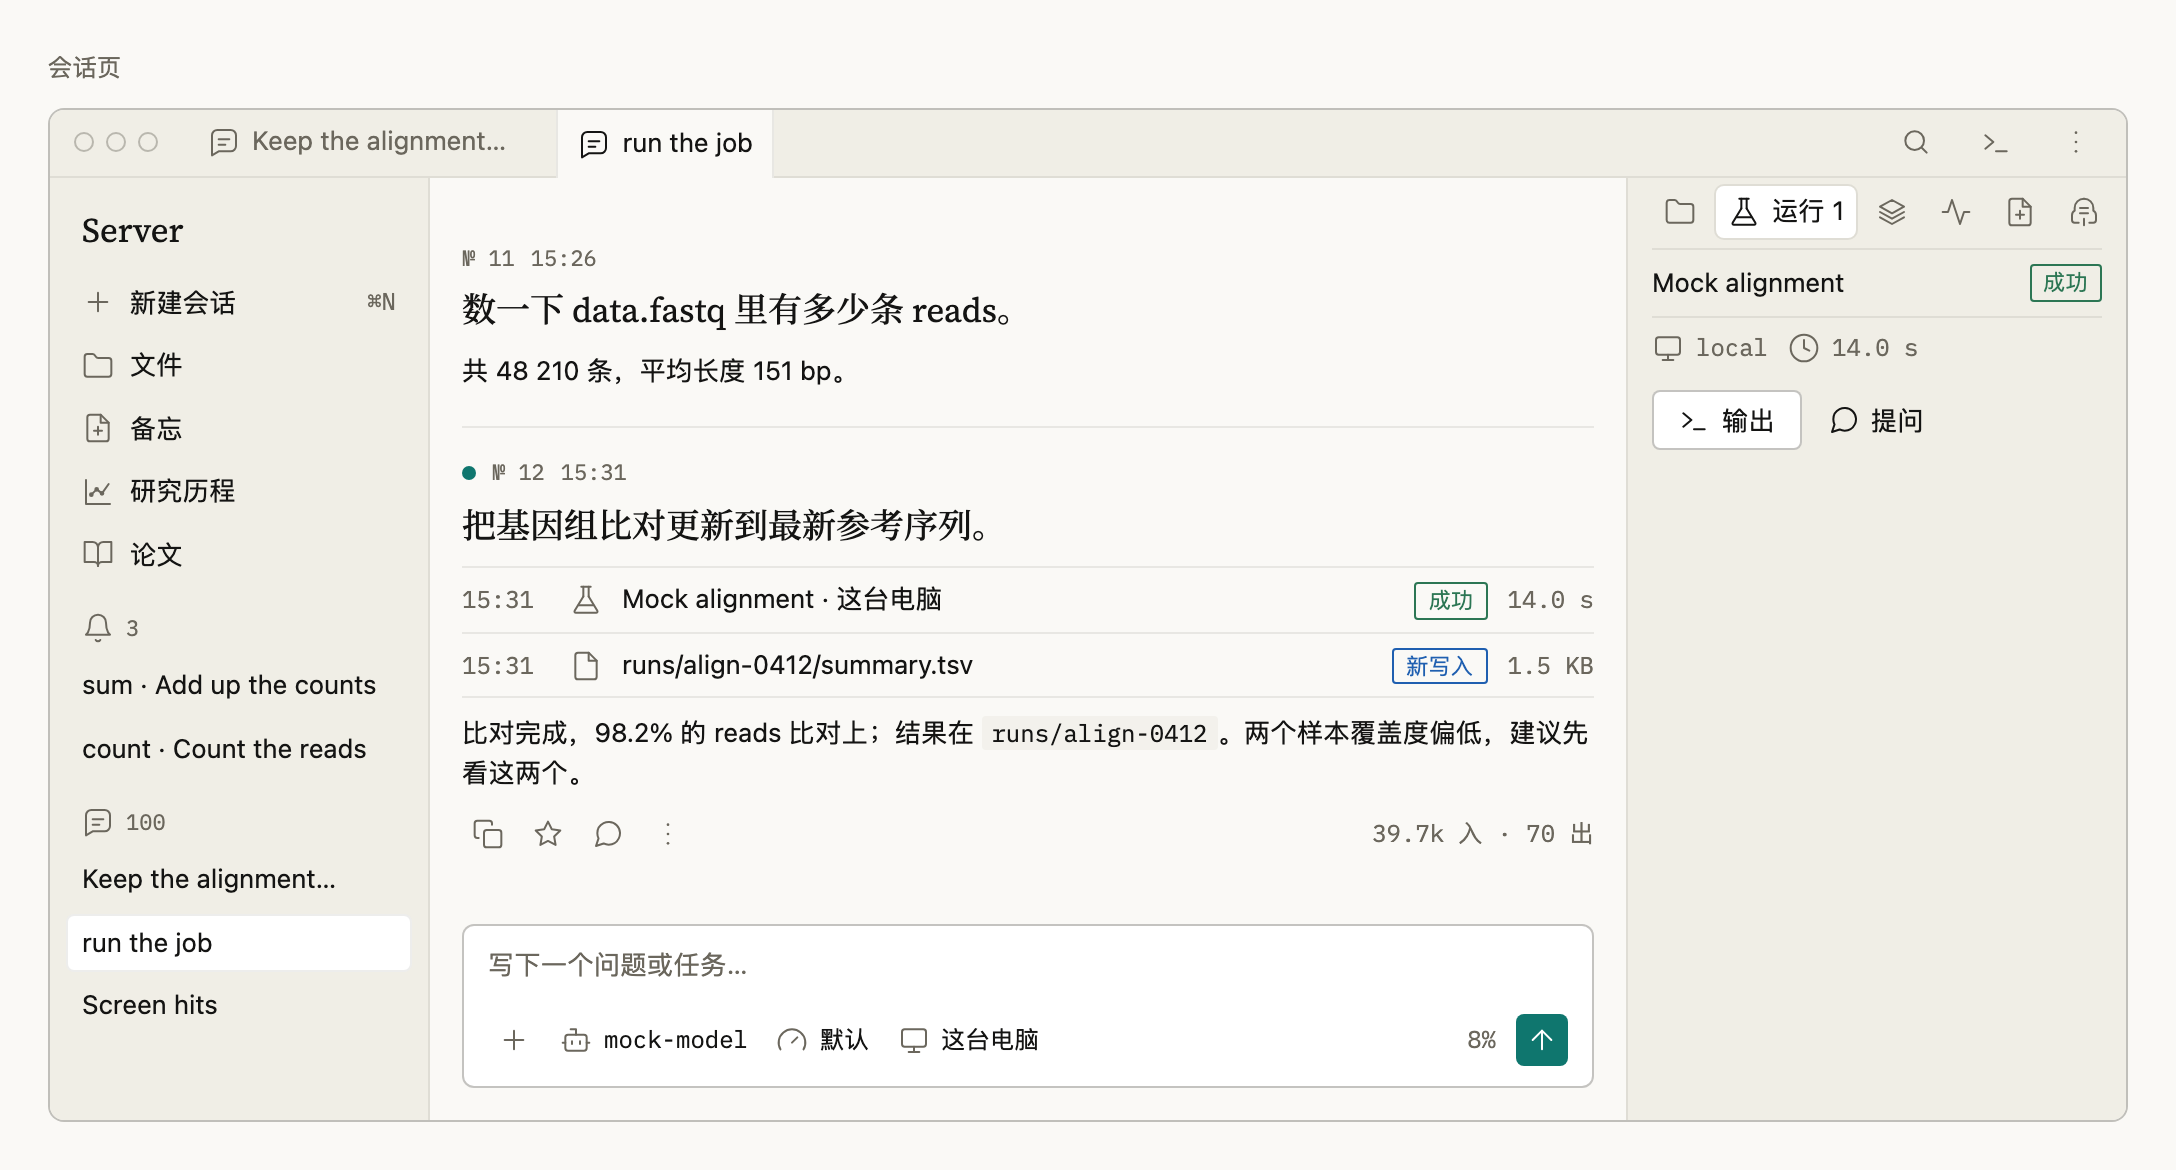 会话页
Keep the alignment...
run the job
Server
新建会话 ⌘N
文件
备忘
研究历程
论文
3
sum · Add up the counts
count · Count the reads
100
Keep the alignment...
run the job
Screen hits
№ 11 15:26
数一下 data.fastq 里有多少条 reads。
共 48 210 条，平均长度 151 bp。
№ 12 15:31
把基因组比对更新到最新参考序列。
15:31 Mock alignment · 这台电脑 成功 14.0 s
15:31 runs/align-0412/summary.tsv 新写入 1.5 KB
比对完成，98.2% 的 reads 比对上；结果在 runs/align-0412 。两个样本覆盖度偏低，建议先
看这两个。
39.7k 入 · 70 出
写下一个问题或任务...
mock-model 默认 这台电脑 8%
运行 1
Mock alignment 成功
local 14.0 s
输出 提问